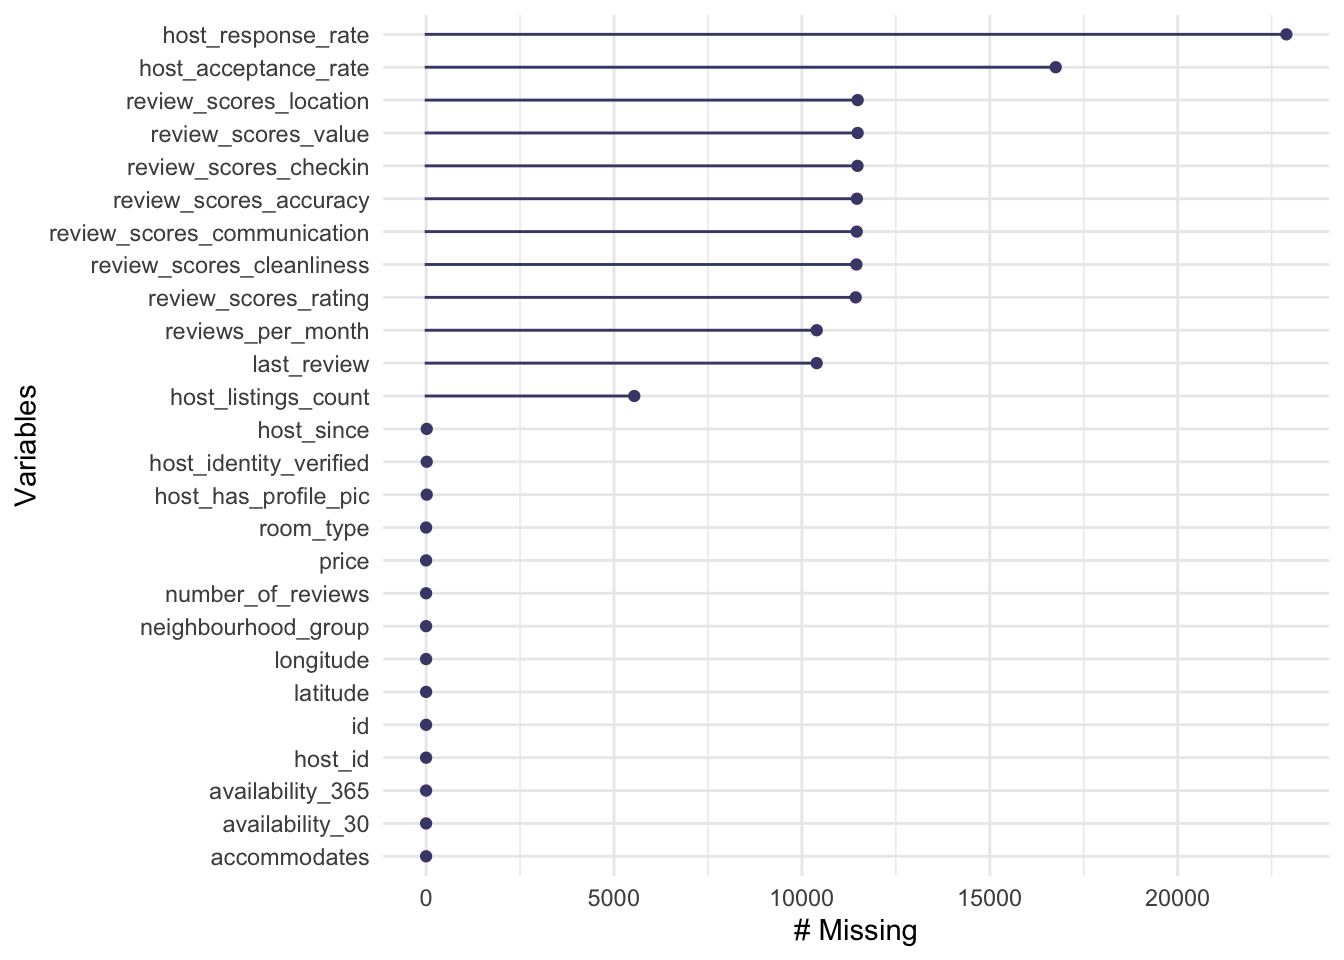 host_response_rate
host_acceptance_rate
review_scores_location
review_scores_value
review_scores_checkin
review_scores_accuracy
review_scores_communication
review_scores_cleanliness
review_scores_rating
reviews_per_month
last_review
host_listings_count
host_since
host_identity_verified
host_has_profile_pic
room_type
price
number_of_reviews
neighbourhood_group
longitude
latitude
id
host_id
availability_365
availability_30
accommodates
Variables
0 5000 10000 15000 20000
# Missing